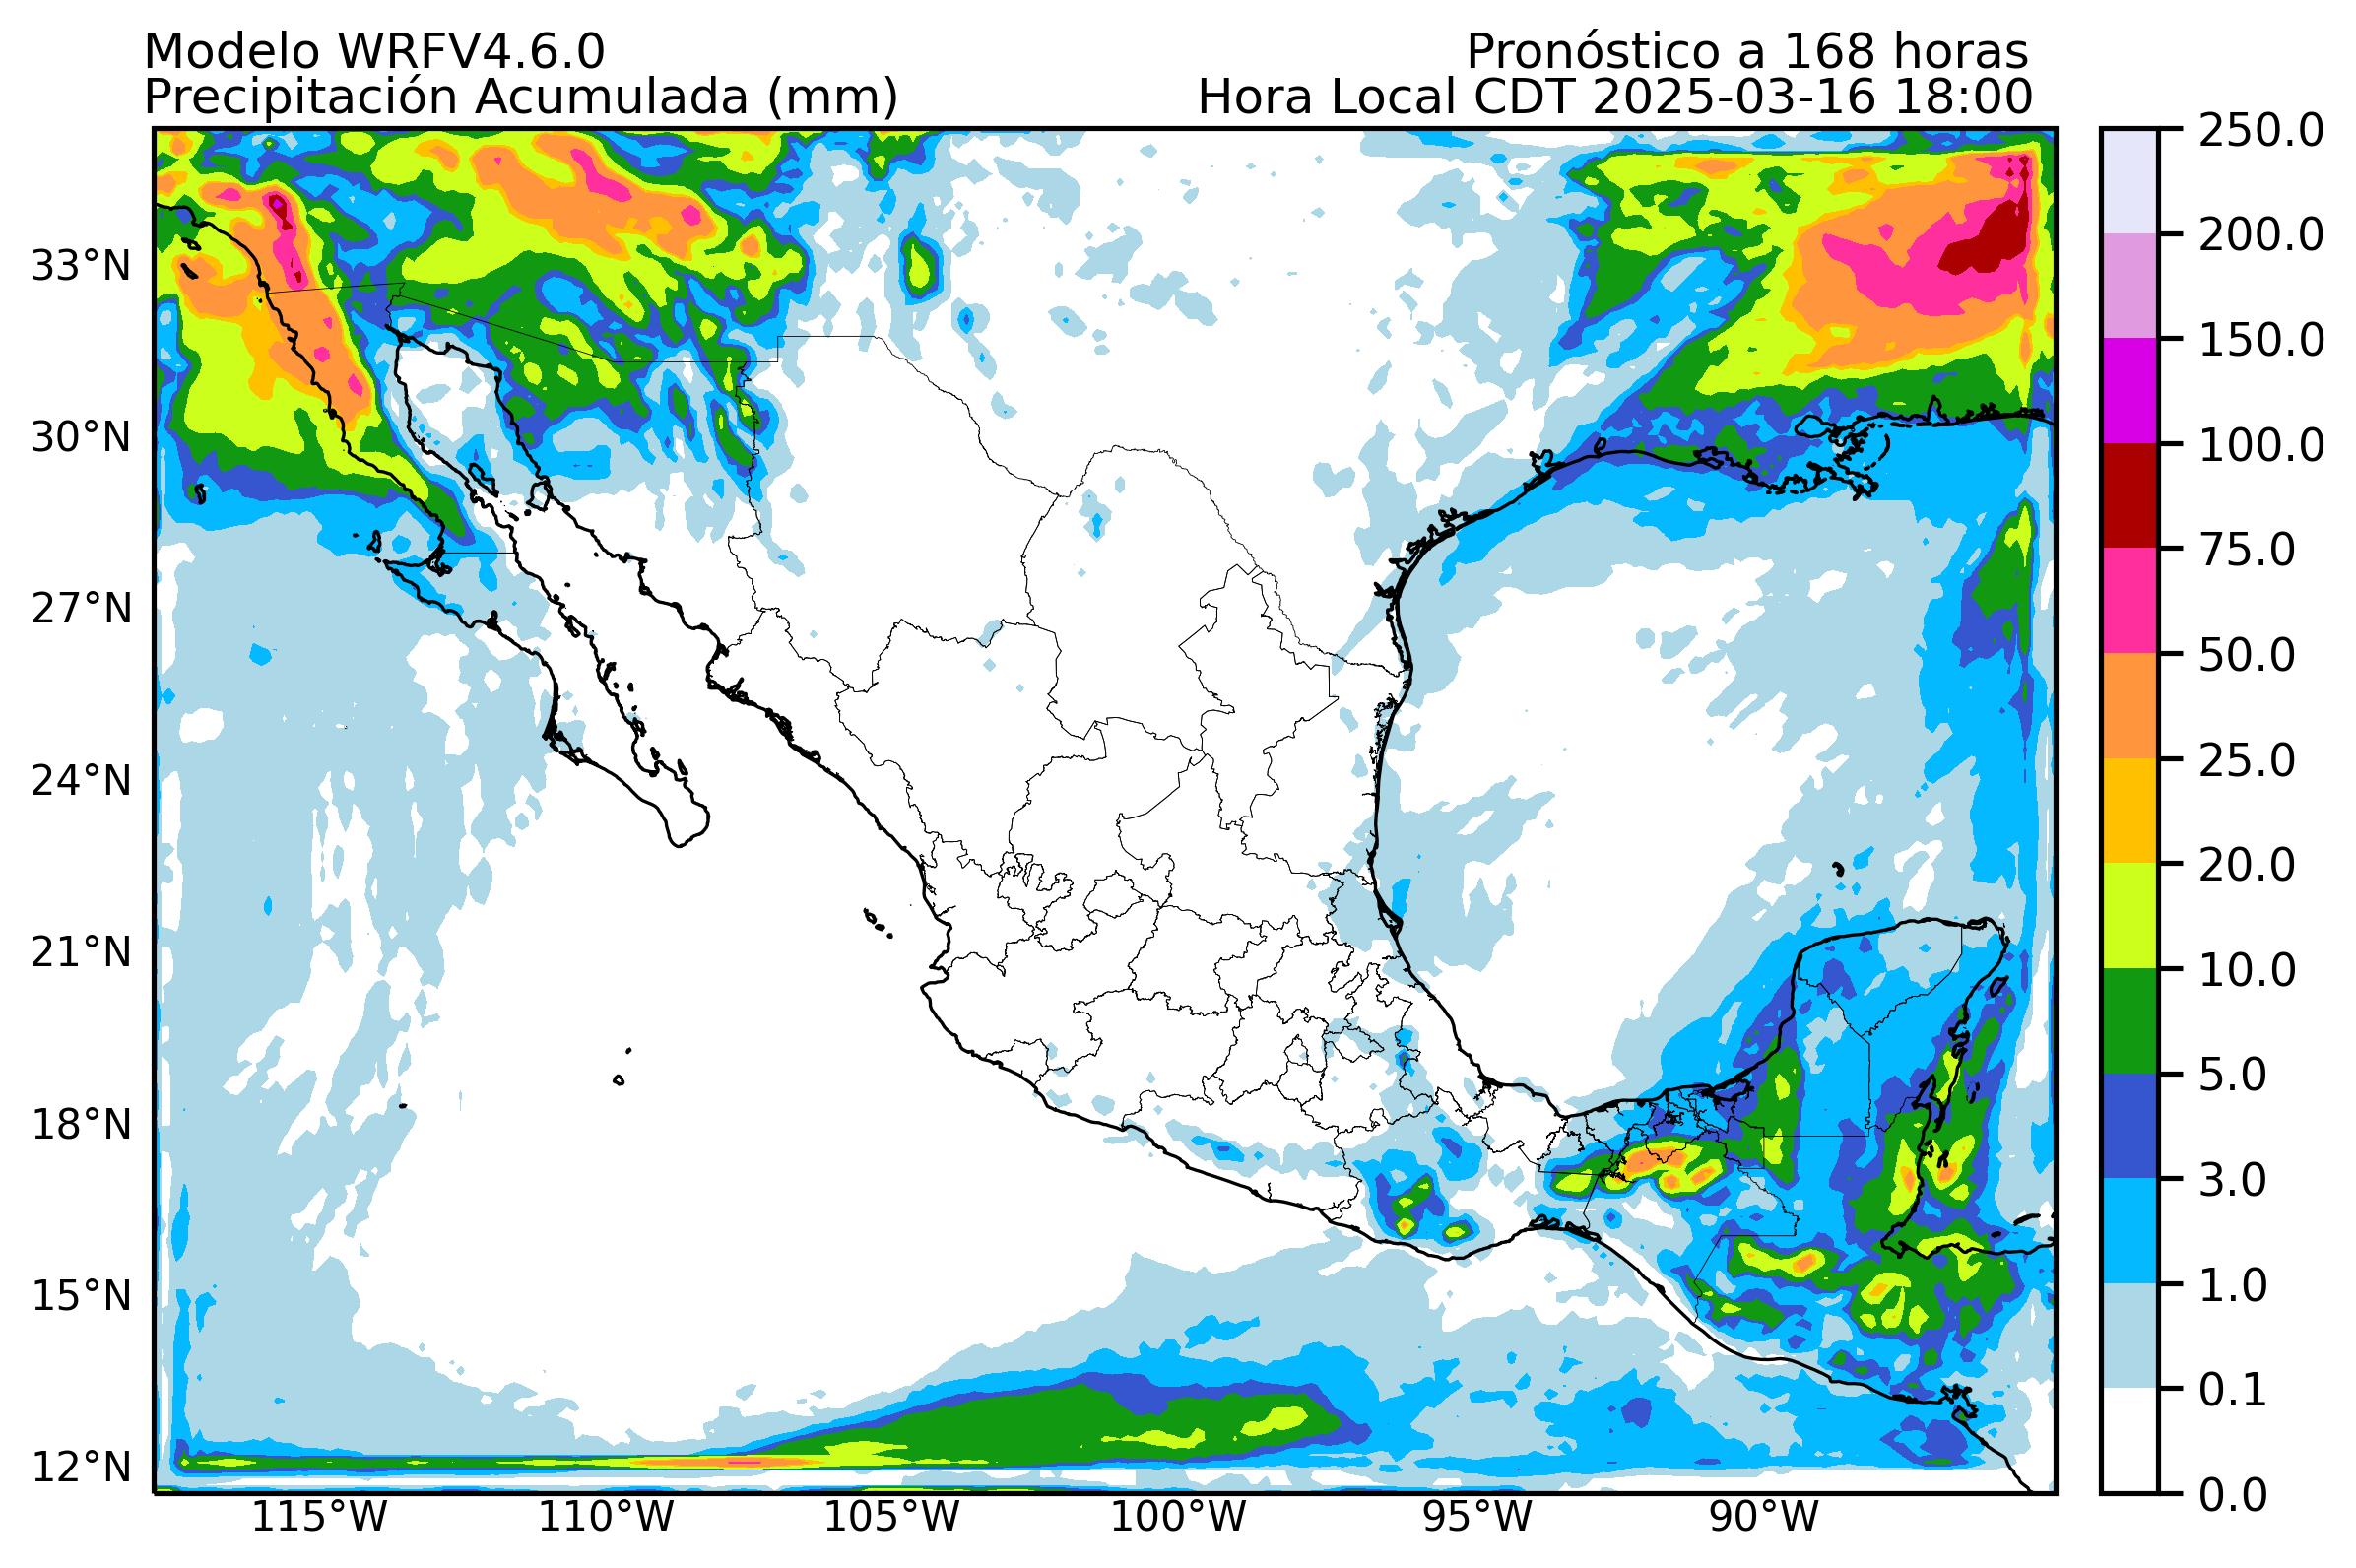 Modelo WRFV4.6.0
Pronóstico a 168 horas
Precipitación Acumulada (mm)
Hora Local CDT 2025-03-16 18:00
33°N
30°N
27°N
24°N
21°N
18°N
15°N
12°N
115°W
110°W
105°W
100°W
95°W
90°W
250.0
200.0
150.0
100.0
75.0
50.0
25.0
20.0
10.0
5.0
3.0
1.0
0.1
0.0